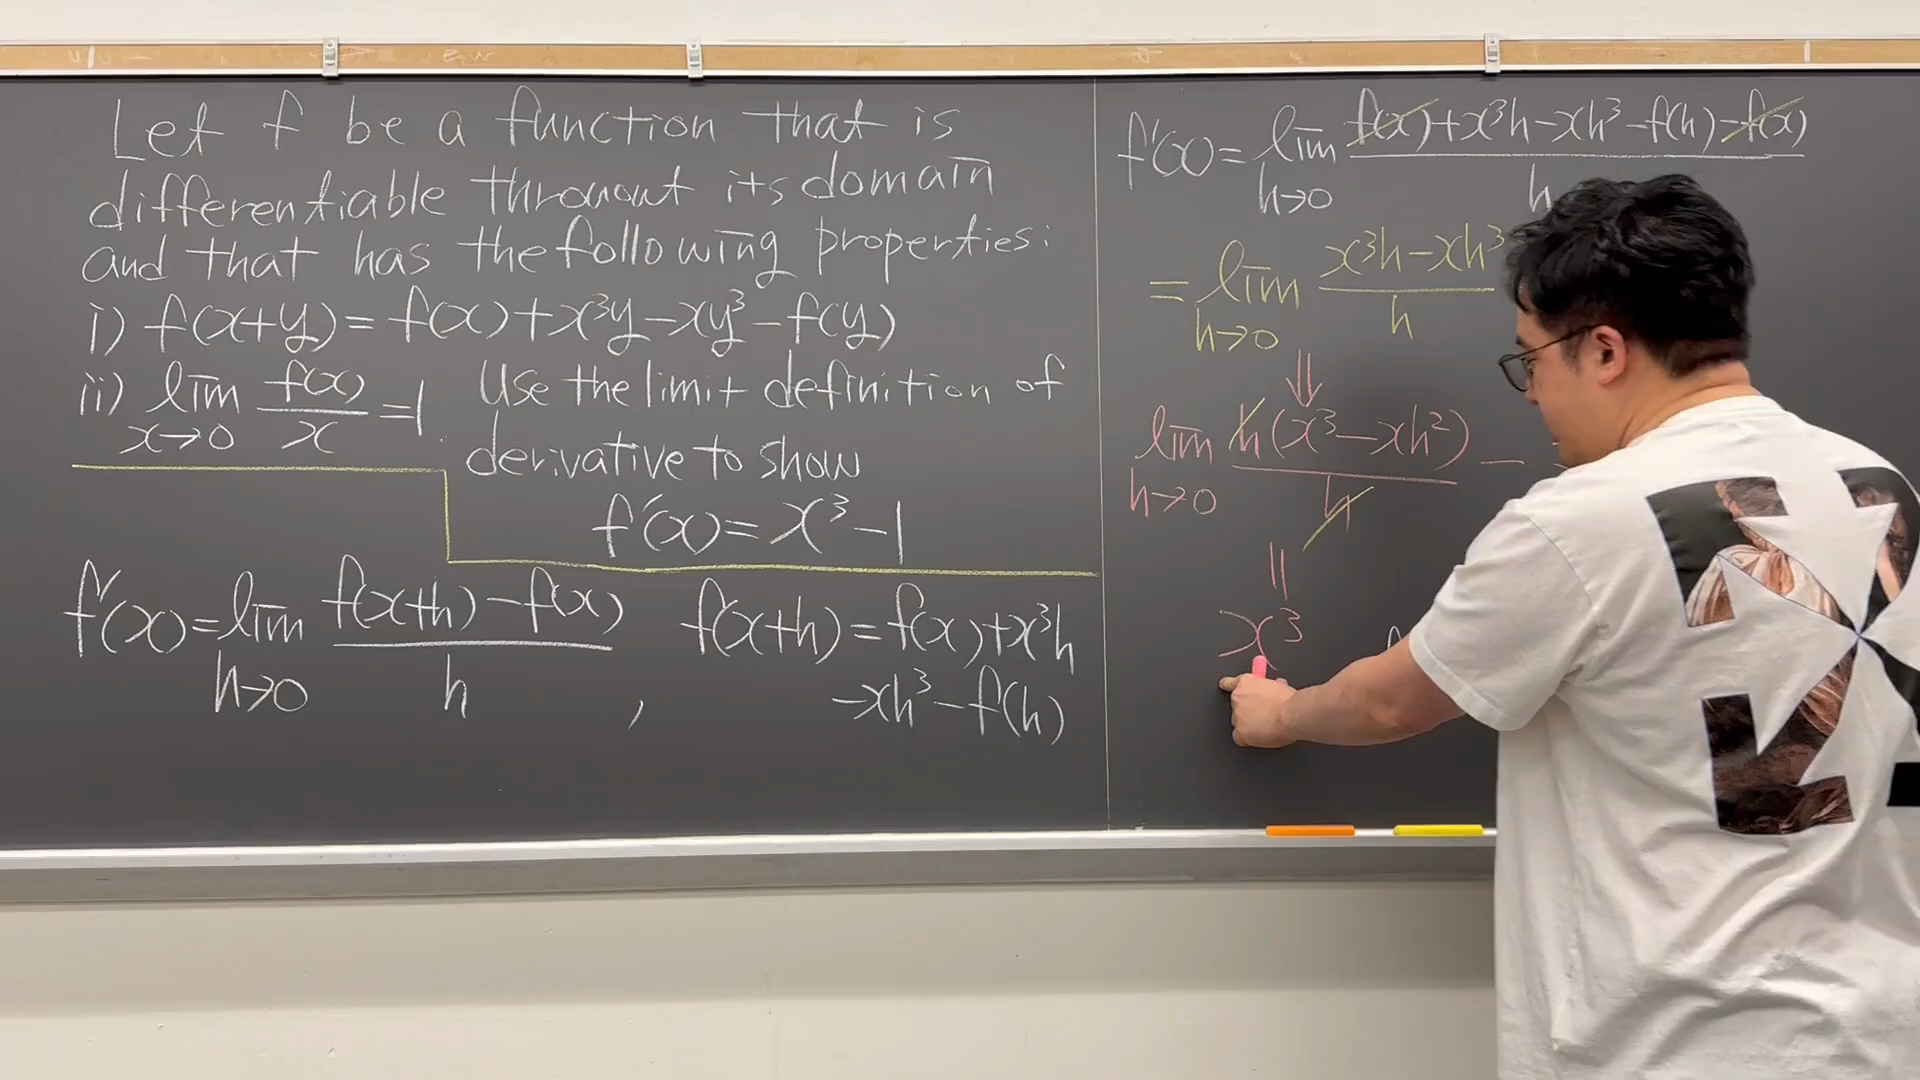 Let f be a function that is
differentiable throuout its domain
and that has the following properties:
i) f(x+y) = f(x) + x³y - xy³ - f(y)
ii) lim x→0 f(x)/x = 1. Use the limit definition of
derivative to show
f'(x) = x³ - 1
f'(x) = lim h→0 (f(x+h) - f(x))/h , f(x+h) = f(x) + x³h
- xh³ - f(h)
f'(x) = lim h→0 (f(x) + x³h - xh³ - f(h) - f(x))/h
= lim h→0 (x³h - xh³)/h
⇓
lim h→0 h(x³ - xh²)/h -
||
x³